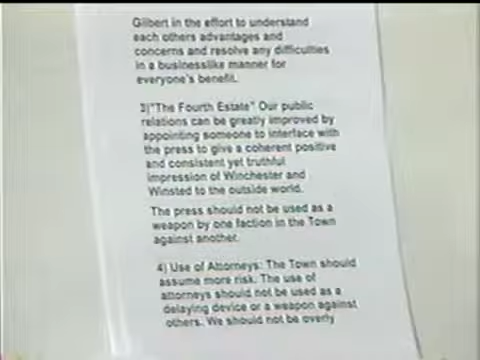 Gilbert in the effort to understand
each others advantages and
concerns and resolve any difficulties
in a businesslike manner for
everyone's benefit.
3)"The Fourth Estate" Our public
relations can be greatly improved by
appointing someone to interface with
the press to give a coherent positive
and consistent yet truthful
impression of Winchester and
Winsted to the outside world.
The press should not be used as a
weapon by one faction in the Town
against another.
4) Use of Attorneys: The Town should
assume more risk. The use of
attorneys should not be used as a
delaying device or a weapon against
others. We should not be overly